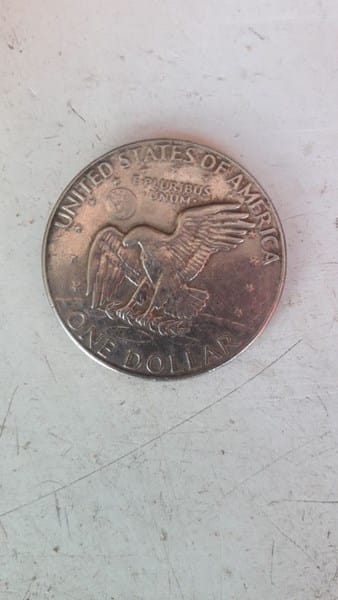 UNITED STATES OF AMERICA
E PLURIBUS
UNUM
ONE DOLLAR